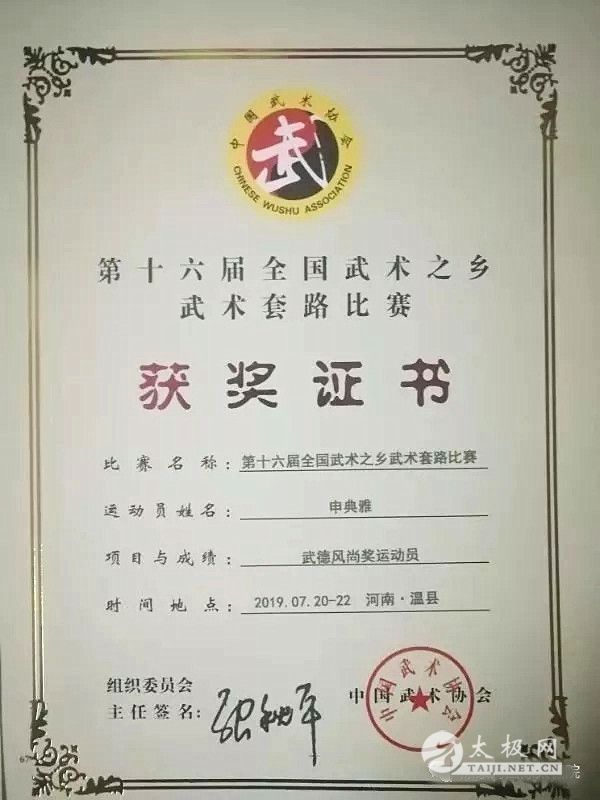 中国武术协会
武
CHINESE WUSHU ASSOCIATION
第十六届全国武术之乡
武术套路比赛
获奖证书
比赛名称：第十六届全国武术之乡武术套路比赛
运动员姓名：申典雅
项目与成绩：武德风尚奖运动员
时间地点：2019.07.20-22 河南·温县
组织委员会
主任签名：
中国武术协会
中国武术协会
太极网
TAIJI.NET.CN